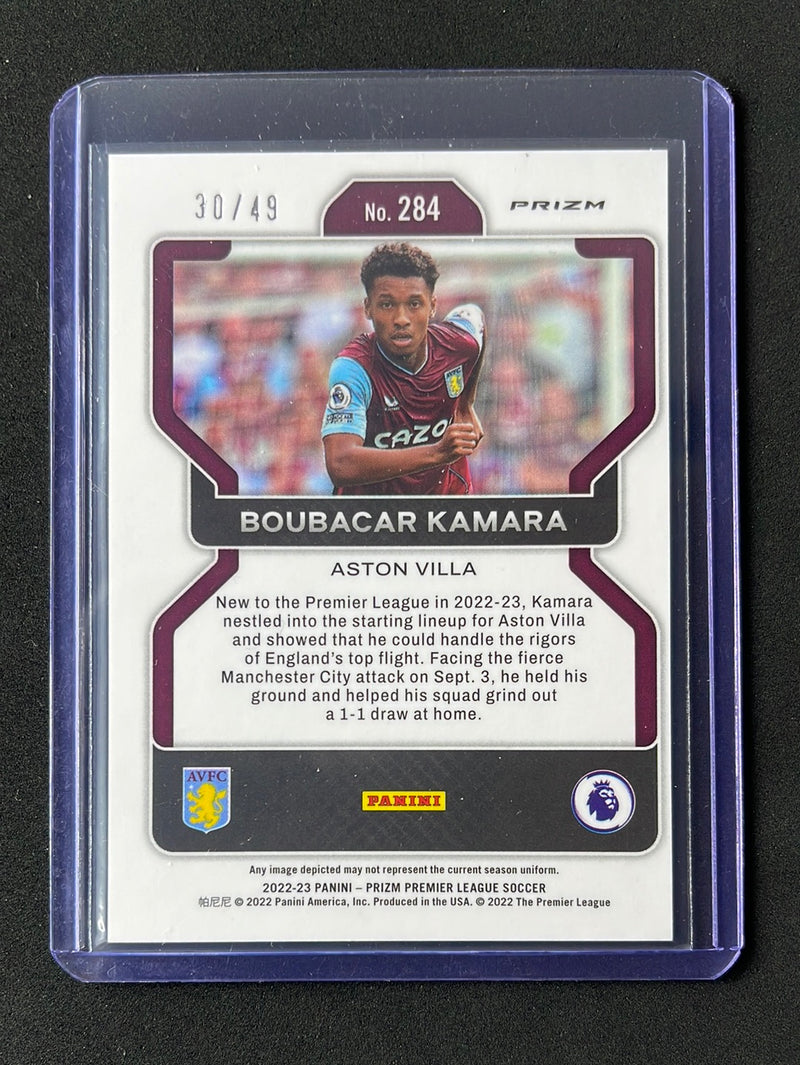 30/49
No. 284
PRIZM
AVFC
CAZO
BOUBACAR KAMARA
ASTON VILLA
New to the Premier League in 2022-23, Kamara
nestled into the starting lineup for Aston Villa
and showed that he could handle the rigors
of England's top flight. Facing the fierce
Manchester City attack on Sept. 3, he held his
ground and helped his squad grind out
a 1-1 draw at home.
AVFC
PANINI
Any image depicted may not represent the current season uniform.
2022-23 PANINI – PRIZM PREMIER LEAGUE SOCCER
帕尼尼 © 2022 Panini America, Inc. Produced in the USA. © 2022 The Premier League